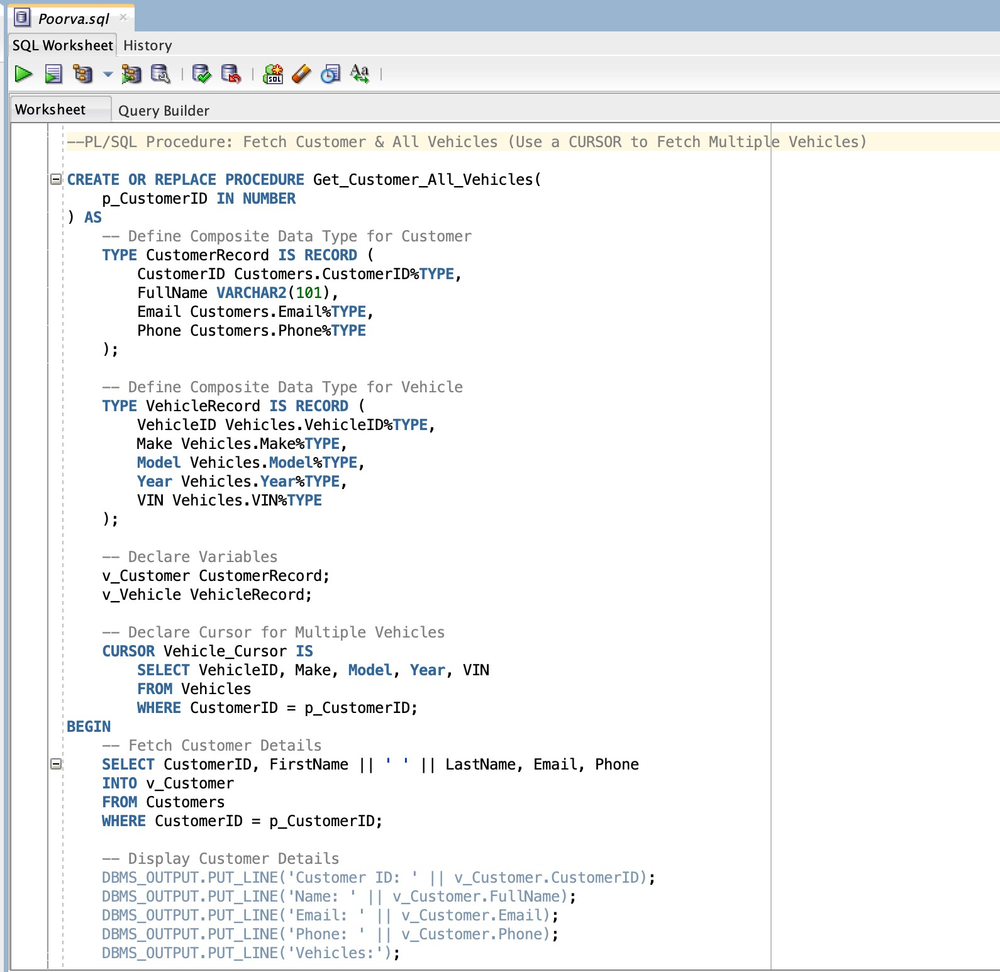 Poorva.sql
SQL Worksheet History
SQL
Aa
Worksheet Query Builder
--PL/SQL Procedure: Fetch Customer & All Vehicles (Use a CURSOR to Fetch Multiple Vehicles)
CREATE OR REPLACE PROCEDURE Get_Customer_All_Vehicles(
    p_CustomerID IN NUMBER
) AS
    -- Define Composite Data Type for Customer
    TYPE CustomerRecord IS RECORD (
        CustomerID Customers.CustomerID%TYPE,
        FullName VARCHAR2(101),
        Email Customers.Email%TYPE,
        Phone Customers.Phone%TYPE
    );
    -- Define Composite Data Type for Vehicle
    TYPE VehicleRecord IS RECORD (
        VehicleID Vehicles.VehicleID%TYPE,
        Make Vehicles.Make%TYPE,
        Model Vehicles.Model%TYPE,
        Year Vehicles.Year%TYPE,
        VIN Vehicles.VIN%TYPE
    );
    -- Declare Variables
    v_Customer CustomerRecord;
    v_Vehicle VehicleRecord;
    -- Declare Cursor for Multiple Vehicles
    CURSOR Vehicle_Cursor IS
        SELECT VehicleID, Make, Model, Year, VIN
        FROM Vehicles
        WHERE CustomerID = p_CustomerID;
BEGIN
    -- Fetch Customer Details
    SELECT CustomerID, FirstName || ' ' || LastName, Email, Phone
    INTO v_Customer
    FROM Customers
    WHERE CustomerID = p_CustomerID;
    -- Display Customer Details
    DBMS_OUTPUT.PUT_LINE('Customer ID: ' || v_Customer.CustomerID);
    DBMS_OUTPUT.PUT_LINE('Name: ' || v_Customer.FullName);
    DBMS_OUTPUT.PUT_LINE('Email: ' || v_Customer.Email);
    DBMS_OUTPUT.PUT_LINE('Phone: ' || v_Customer.Phone);
    DBMS_OUTPUT.PUT_LINE('Vehicles:');